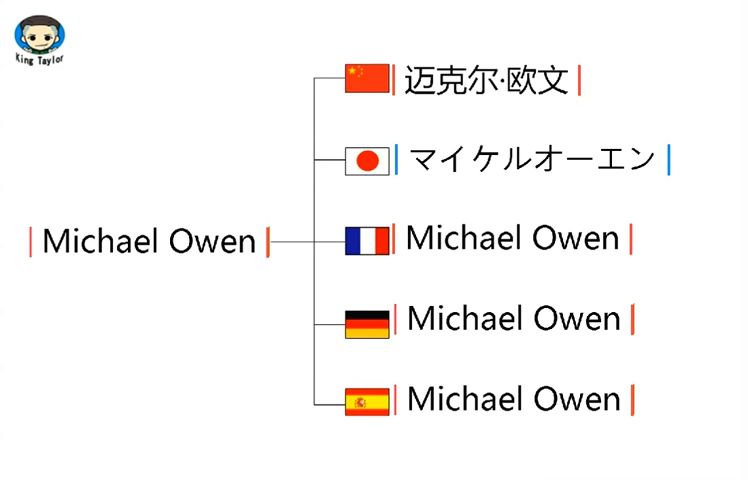 King Taylor
迈克尔·欧文
マイケルオーエン
Michael Owen
Michael Owen
Michael Owen
Michael Owen